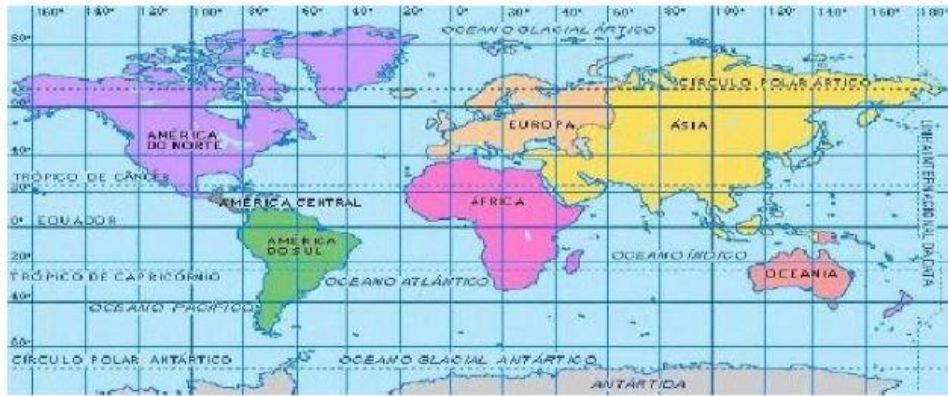 160° 140° 120° 100° 80° 60° 40° 20° 0° 30° 40° 60° 80° 100° 120° 140° 160° 180°
OCEANO GLACIAL ÁRTICO
80°
CÍRCULO POLAR ÁRTICO
60°
AMÉRICA
DO NORTE
EUROPA
ÁSIA
40°
TRÓPICO DE CÂNCER
20°
AMÉRICA CENTRAL
ÁFRICA
0° EQUADOR
AMÉRICA
DO SUL
20°
OCEANO ÍNDICO
TRÓPICO DE CAPRICÓRNIO
OCEANO ATLÂNTICO
OCEANIA
40°
OCEANO PACÍFICO
60°
CÍRCULO POLAR ANTÁRTICO
OCEANO GLACIAL ANTÁRTICO
ANTÁRTIDA
LINHA INTERNACIONAL DA DATA